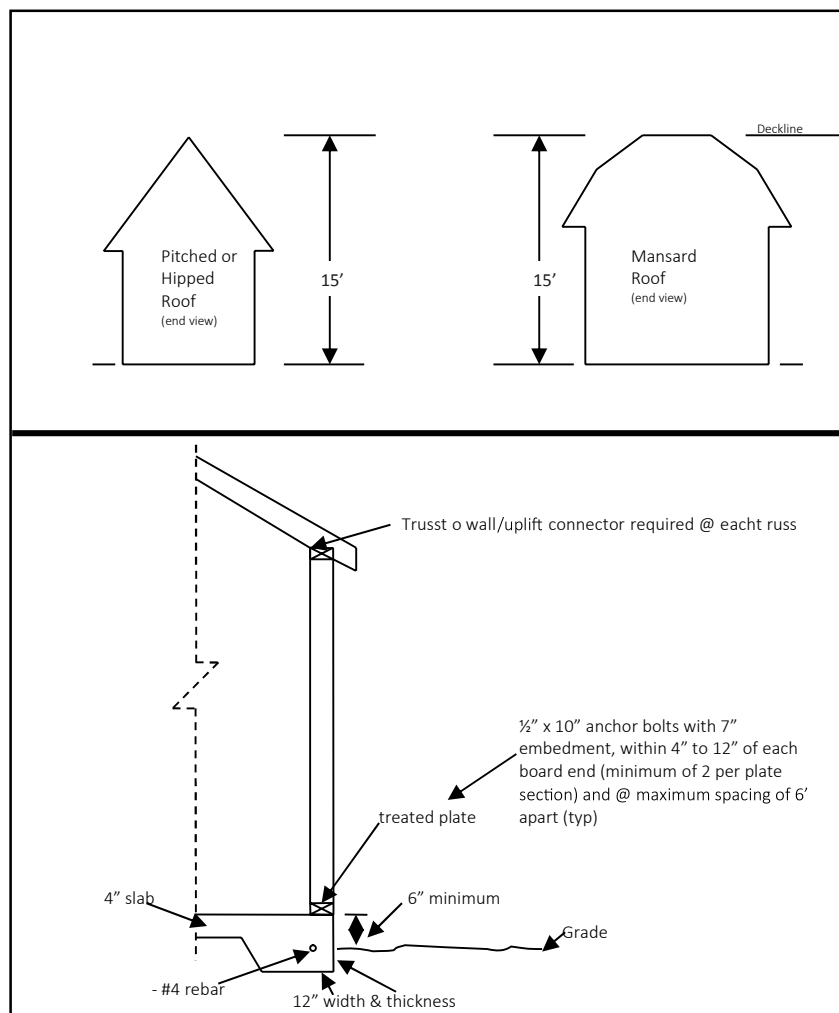 Deckline
Pitched or
Hipped
Roof
(end view)
15’
15’
Mansard
Roof
(end view)
Trusst o wall/uplift connector required @ eacht russ
½” x 10” anchor bolts with 7”
embedment, within 4” to 12” of each
board end (minimum of 2 per plate
section) and @ maximum spacing of 6’
apart (typ)
treated plate
4” slab
6” minimum
Grade
- #4 rebar
12” width & thickness